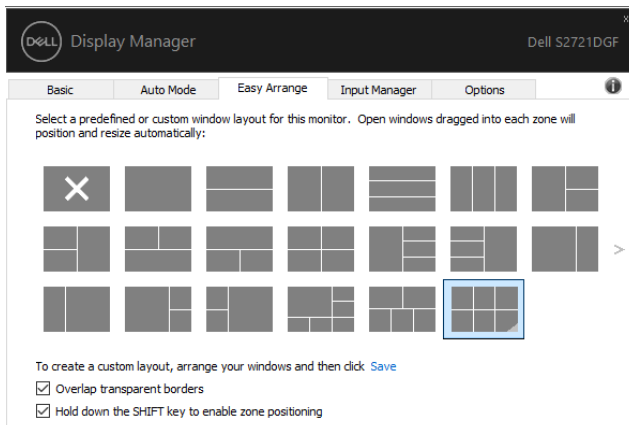 x
DELL Display Manager
Dell S2721DGF
Basic Auto Mode Easy Arrange Input Manager Options
Select a predefined or custom window layout for this monitor. Open windows dragged into each zone will
position and resize automatically:
To create a custom layout, arrange your windows and then click Save
Overlap transparent borders
Hold down the SHIFT key to enable zone positioning